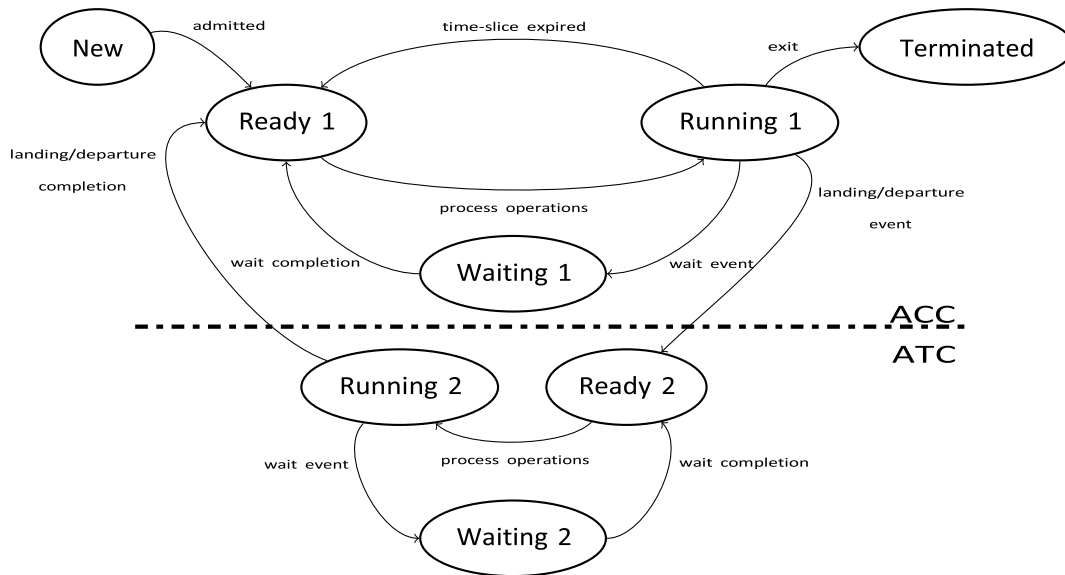 admitted
time-slice expired
exit
New
Terminated
Ready 1
Running 1
landing/departure
completion
process operations
landing/departure
event
wait completion
Waiting 1
wait event
ACC
ATC
Running 2
Ready 2
wait event
process operations
wait completion
Waiting 2